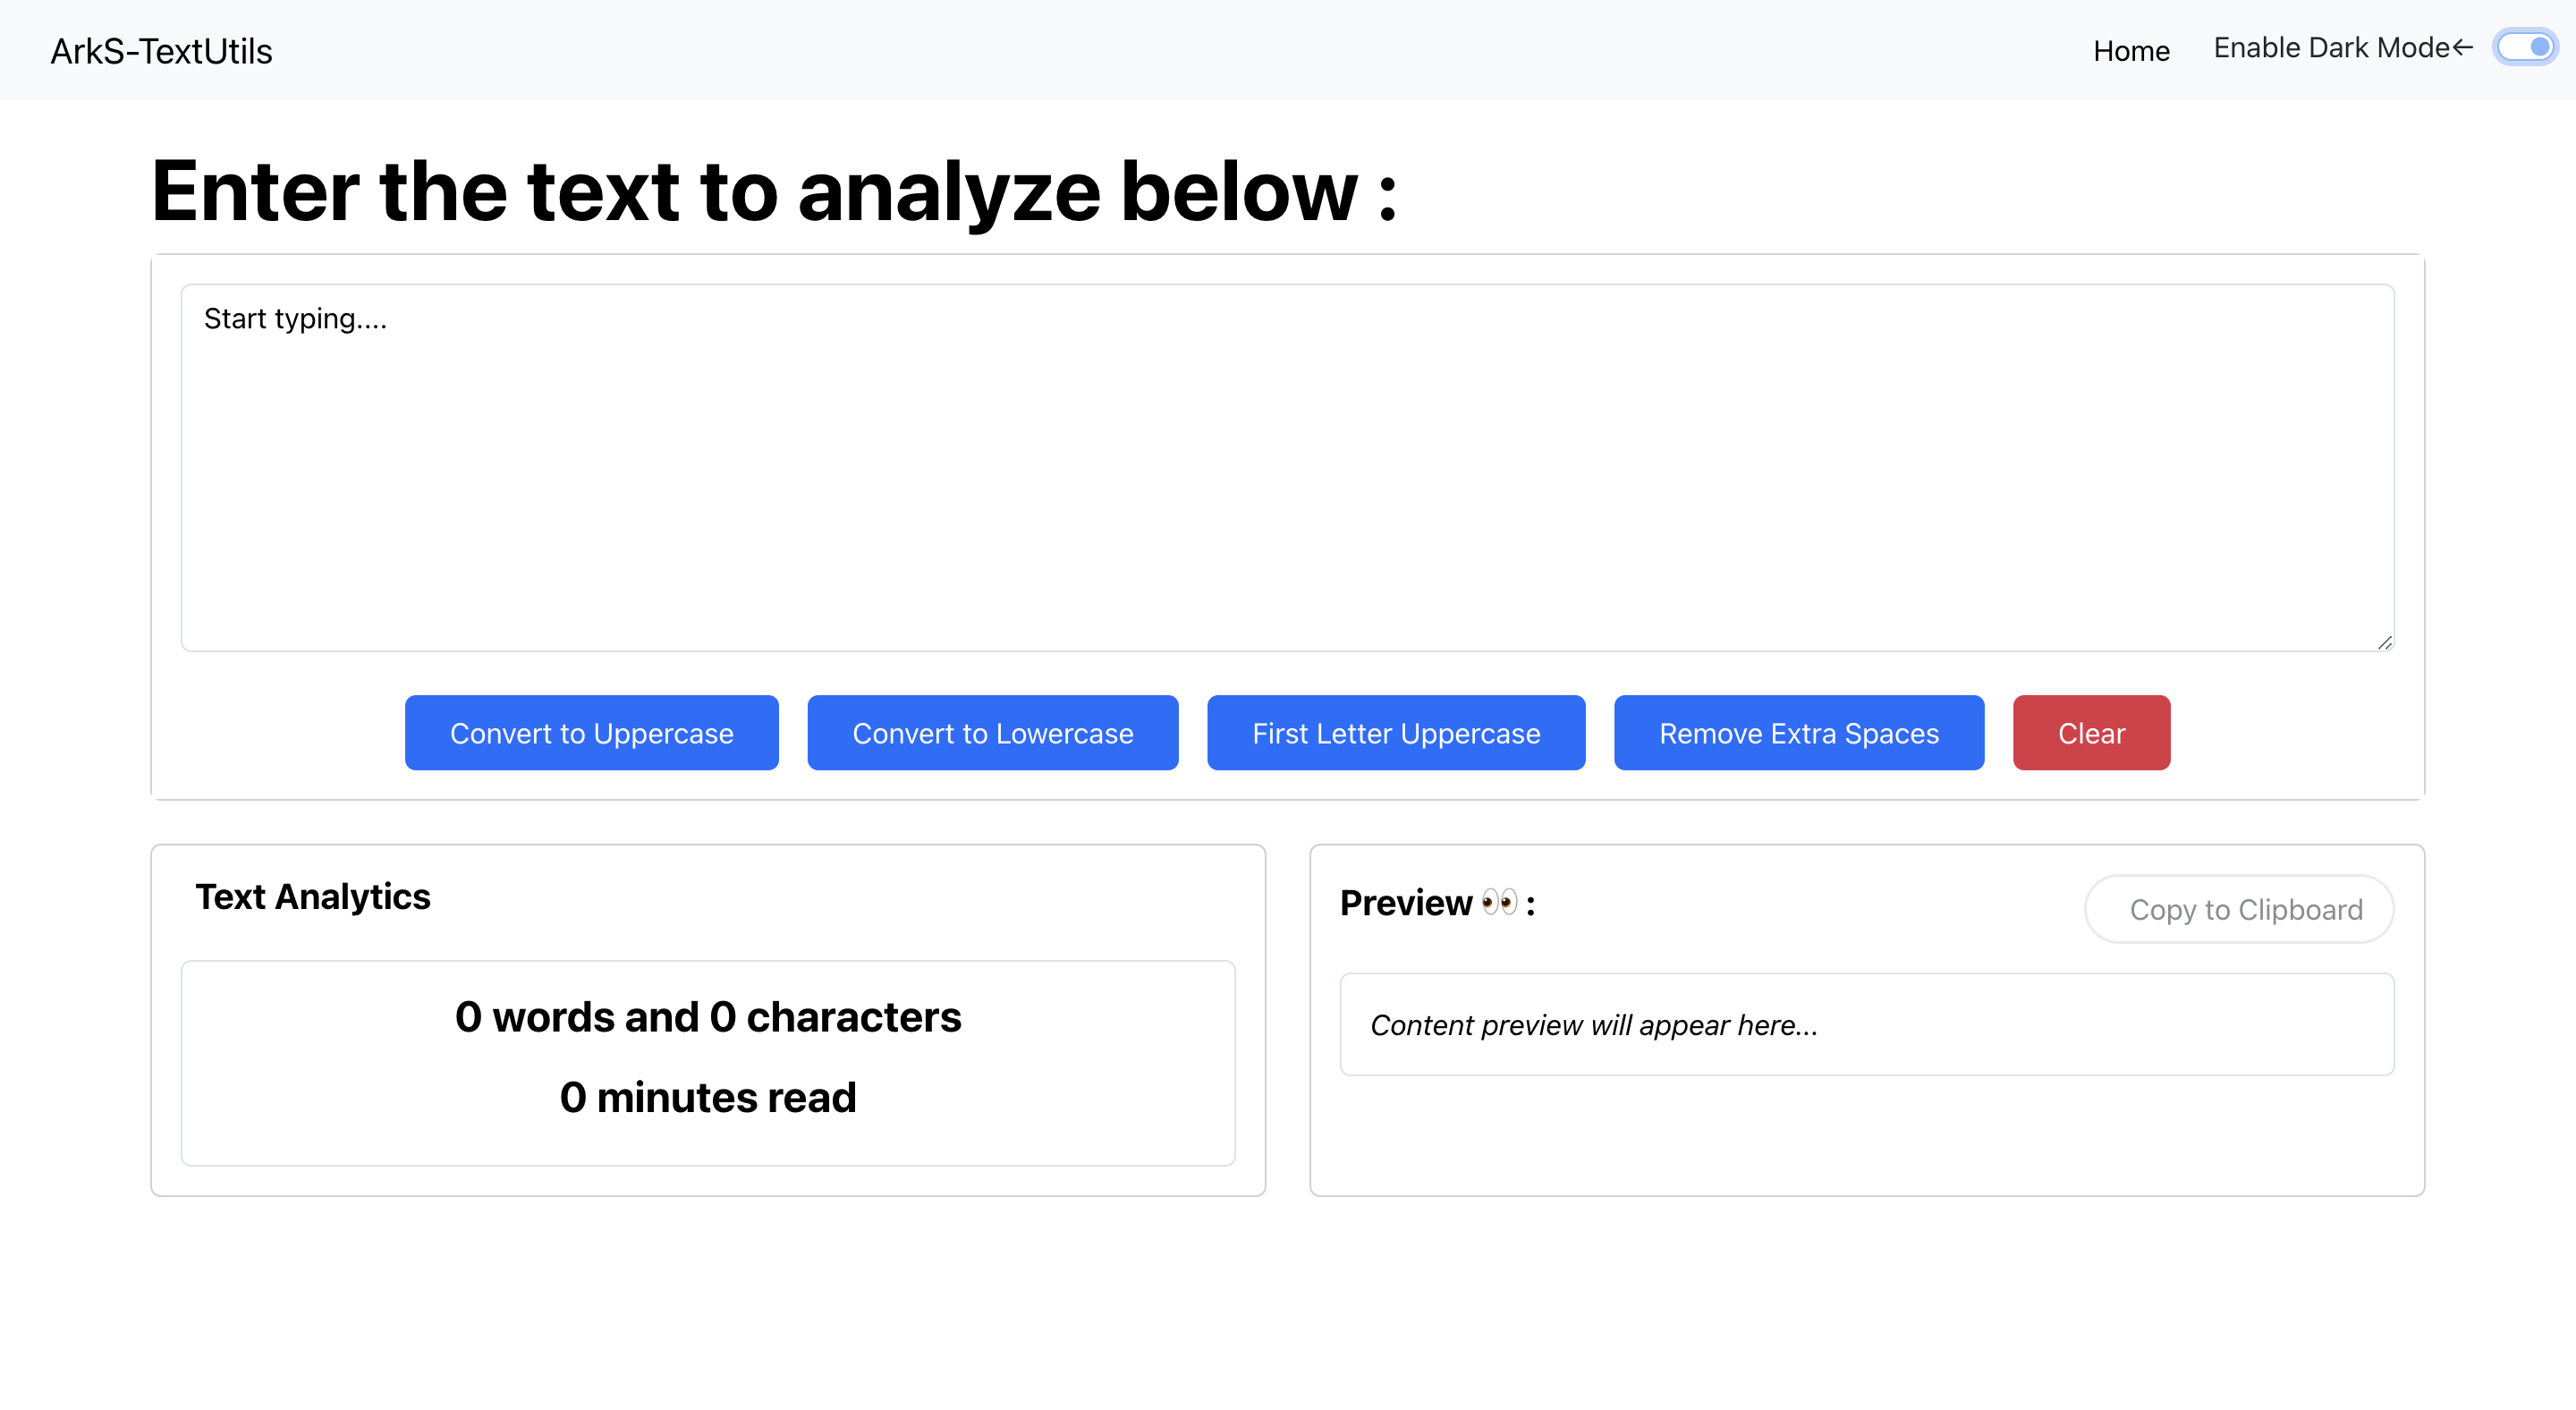 ArkS-TextUtils
Home
Enable Dark Mode←
Enter the text to analyze below :
Start typing....
Convert to Uppercase
Convert to Lowercase
First Letter Uppercase
Remove Extra Spaces
Clear
Text Analytics
0 words and 0 characters
0 minutes read
Preview 👀 :
Copy to Clipboard
Content preview will appear here...